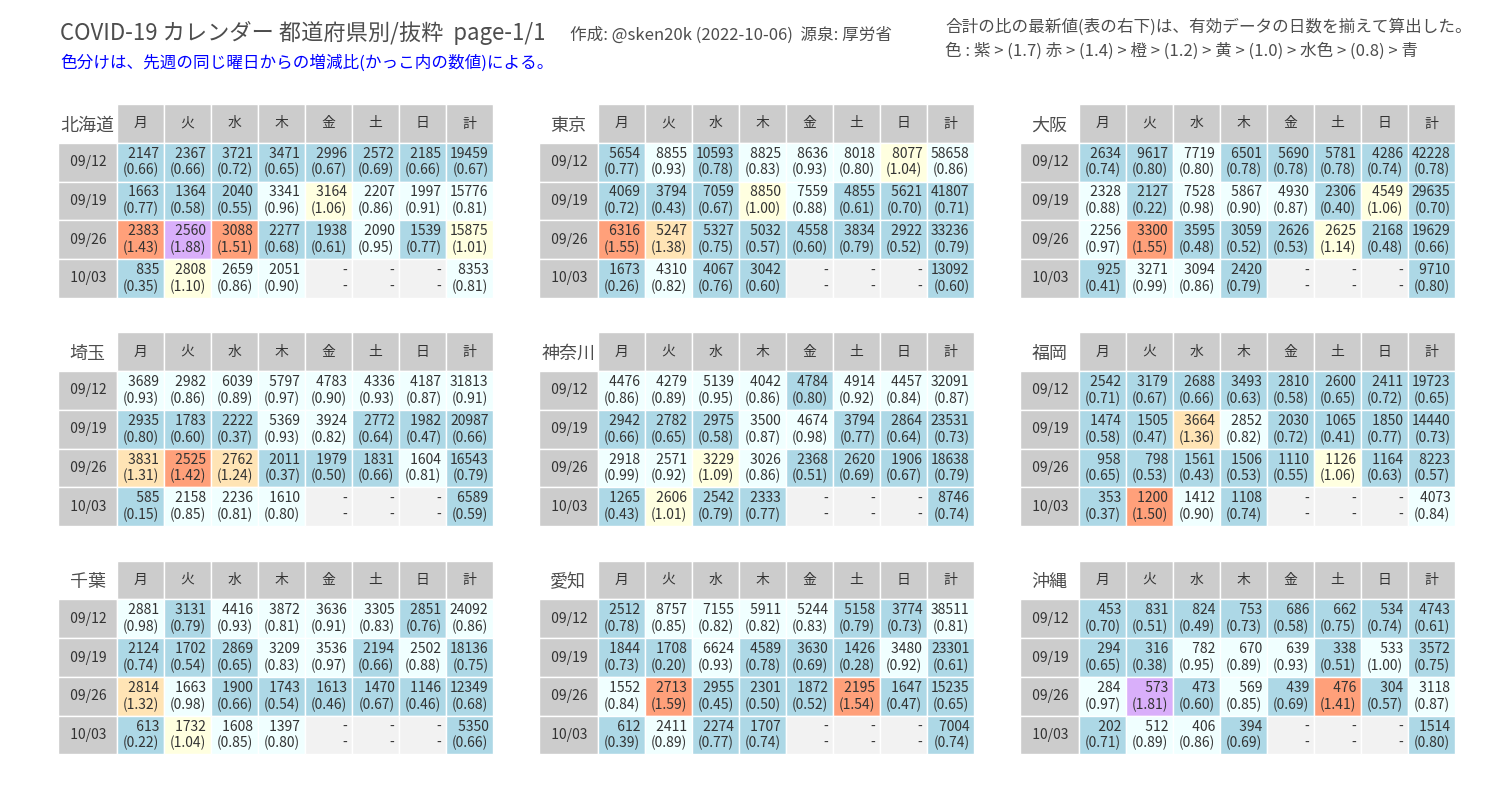 COVID-19 カレンダー 都道府県別/抜粋 page-1/1 作成: @sken20k (2022-10-06) 源泉: 厚労省
合計の比の最新値(表の右下)は、有効データの日数を揃えて算出した。
色分けは、先週の同じ曜日からの増減比(かっこ内の数値)による。
色 : 紫 > (1.7) 赤 > (1.4) > 橙 > (1.2) > 黄 > (1.0) > 水色 > (0.8) > 青
北海道 月 火 水 木 金 土 日 計
09/12 2147 2367 3721 3471 2996 2572 2185 19459
(0.66) (0.66) (0.72) (0.65) (0.67) (0.69) (0.66) (0.67)
09/19 1663 1364 2040 3341 3164 2207 1997 15776
(0.77) (0.58) (0.55) (0.96) (1.06) (0.86) (0.91) (0.81)
09/26 2383 2560 3088 2277 1938 2090 1539 15875
(1.43) (1.88) (1.51) (0.68) (0.61) (0.95) (0.77) (1.01)
10/03 835 2808 2659 2051 - - - 8353
(0.35) (1.10) (0.86) (0.90) - - - (0.81)
東京 月 火 水 木 金 土 日 計
09/12 5654 8855 10593 8825 8636 8018 8077 58658
(0.77) (0.93) (0.78) (0.83) (0.93) (0.80) (1.04) (0.86)
09/19 4069 3794 7059 8850 7559 4855 5621 41807
(0.72) (0.43) (0.67) (1.00) (0.88) (0.61) (0.70) (0.71)
09/26 6316 5247 5327 5032 4558 3834 2922 33236
(1.55) (1.38) (0.75) (0.57) (0.60) (0.79) (0.52) (0.79)
10/03 1673 4310 4067 3042 - - - 13092
(0.26) (0.82) (0.76) (0.60) - - - (0.60)
大阪 月 火 水 木 金 土 日 計
09/12 2634 9617 7719 6501 5690 5781 4286 42228
(0.74) (0.80) (0.80) (0.78) (0.78) (0.78) (0.74) (0.78)
09/19 2328 2127 7528 5867 4930 2306 4549 29635
(0.88) (0.22) (0.98) (0.90) (0.87) (0.40) (1.06) (0.70)
09/26 2256 3300 3595 3059 2626 2625 2168 19629
(0.97) (1.55) (0.48) (0.52) (0.53) (1.14) (0.48) (0.66)
10/03 925 3271 3094 2420 - - - 9710
(0.41) (0.99) (0.86) (0.79) - - - (0.80)
埼玉 月 火 水 木 金 土 日 計
09/12 3689 2982 6039 5797 4783 4336 4187 31813
(0.93) (0.86) (0.89) (0.97) (0.90) (0.93) (0.87) (0.91)
09/19 2935 1783 2222 5369 3924 2772 1982 20987
(0.80) (0.60) (0.37) (0.93) (0.82) (0.64) (0.47) (0.66)
09/26 3831 2525 2762 2011 1979 1831 1604 16543
(1.31) (1.42) (1.24) (0.37) (0.50) (0.66) (0.81) (0.79)
10/03 585 2158 2236 1610 - - - 6589
(0.15) (0.85) (0.81) (0.80) - - - (0.59)
神奈川 月 火 水 木 金 土 日 計
09/12 4476 4279 5139 4042 4784 4914 4457 32091
(0.86) (0.89) (0.95) (0.86) (0.80) (0.92) (0.84) (0.87)
09/19 2942 2782 2975 3500 4674 3794 2864 23531
(0.66) (0.65) (0.58) (0.87) (0.98) (0.77) (0.64) (0.73)
09/26 2918 2571 3229 3026 2368 2620 1906 18638
(0.99) (0.92) (1.09) (0.86) (0.51) (0.69) (0.67) (0.79)
10/03 1265 2606 2542 2333 - - - 8746
(0.43) (1.01) (0.79) (0.77) - - - (0.74)
福岡 月 火 水 木 金 土 日 計
09/12 2542 3179 2688 3493 2810 2600 2411 19723
(0.71) (0.67) (0.66) (0.63) (0.58) (0.65) (0.72) (0.65)
09/19 1474 1505 3664 2852 2030 1065 1850 14440
(0.58) (0.47) (1.36) (0.82) (0.72) (0.41) (0.77) (0.73)
09/26 958 798 1561 1506 1110 1126 1164 8223
(0.65) (0.53) (0.43) (0.53) (0.55) (1.06) (0.63) (0.57)
10/03 353 1200 1412 1108 - - - 4073
(0.37) (1.50) (0.90) (0.74) - - - (0.84)
千葉 月 火 水 木 金 土 日 計
09/12 2881 3131 4416 3872 3636 3305 2851 24092
(0.98) (0.79) (0.93) (0.81) (0.91) (0.83) (0.76) (0.86)
09/19 2124 1702 2869 3209 3536 2194 2502 18136
(0.74) (0.54) (0.65) (0.83) (0.97) (0.66) (0.88) (0.75)
09/26 2814 1663 1900 1743 1613 1470 1146 12349
(1.32) (0.98) (0.66) (0.54) (0.46) (0.67) (0.46) (0.68)
10/03 613 1732 1608 1397 - - - 5350
(0.22) (1.04) (0.85) (0.80) - - - (0.66)
愛知 月 火 水 木 金 土 日 計
09/12 2512 8757 7155 5911 5244 5158 3774 38511
(0.78) (0.85) (0.82) (0.82) (0.83) (0.79) (0.73) (0.81)
09/19 1844 1708 6624 4589 3630 1426 3480 23301
(0.73) (0.20) (0.93) (0.78) (0.69) (0.28) (0.92) (0.61)
09/26 1552 2713 2955 2301 1872 2195 1647 15235
(0.84) (1.59) (0.45) (0.50) (0.52) (1.54) (0.47) (0.65)
10/03 612 2411 2274 1707 - - - 7004
(0.39) (0.89) (0.77) (0.74) - - - (0.74)
沖縄 月 火 水 木 金 土 日 計
09/12 453 831 824 753 686 662 534 4743
(0.70) (0.51) (0.49) (0.73) (0.58) (0.75) (0.74) (0.61)
09/19 294 316 782 670 639 338 533 3572
(0.65) (0.38) (0.95) (0.89) (0.93) (0.51) (1.00) (0.75)
09/26 284 573 473 569 439 476 304 3118
(0.97) (1.81) (0.60) (0.85) (0.69) (1.41) (0.57) (0.87)
10/03 202 512 406 394 - - - 1514
(0.71) (0.89) (0.86) (0.69) - - - (0.80)